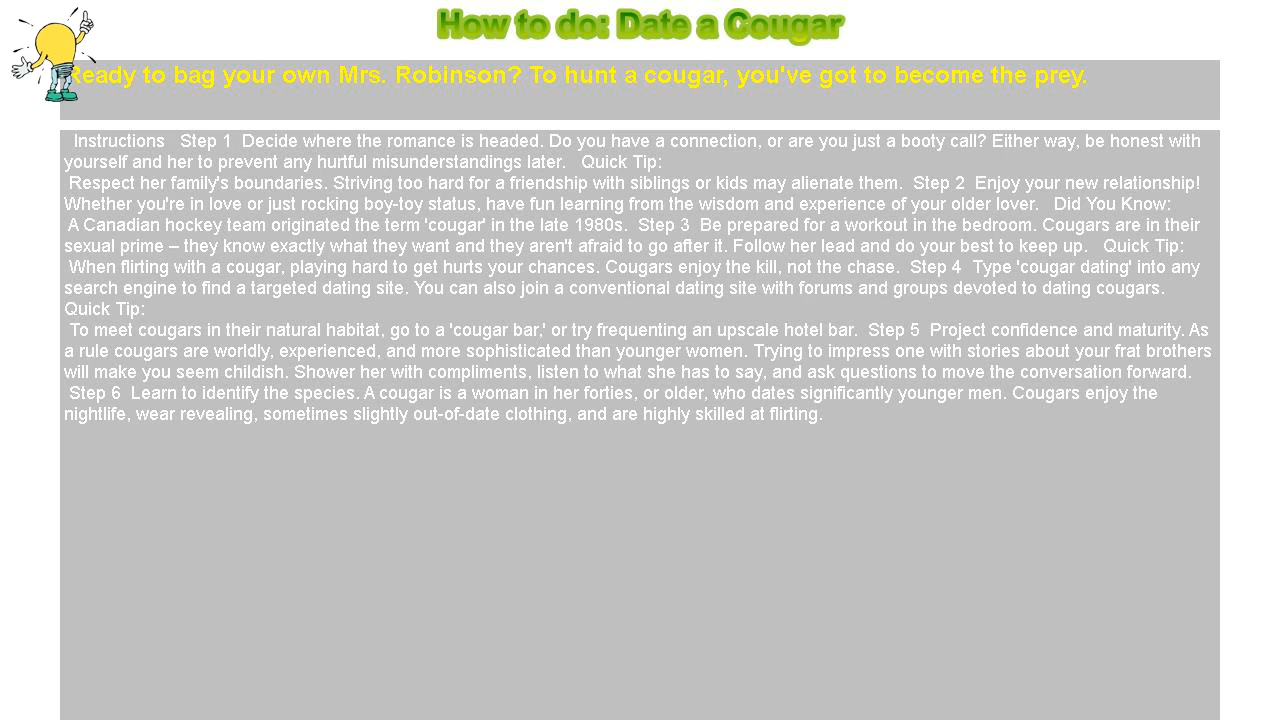 How to do: Date a Cougar
Ready to bag your own Mrs. Robinson? To hunt a cougar, you've got to become the prey.
Instructions   Step 1  Decide where the romance is headed. Do you have a connection, or are you just a booty call? Either way, be honest with
yourself and her to prevent any hurtful misunderstandings later.   Quick Tip:
Respect her family's boundaries. Striving too hard for a friendship with siblings or kids may alienate them.  Step 2  Enjoy your new relationship!
Whether you're in love or just rocking boy-toy status, have fun learning from the wisdom and experience of your older lover.   Did You Know:
A Canadian hockey team originated the term 'cougar' in the late 1980s.  Step 3  Be prepared for a workout in the bedroom. Cougars are in their
sexual prime – they know exactly what they want and they aren't afraid to go after it. Follow her lead and do your best to keep up.   Quick Tip:
When flirting with a cougar, playing hard to get hurts your chances. Cougars enjoy the kill, not the chase.  Step 4  Type 'cougar dating' into any
search engine to find a targeted dating site. You can also join a conventional dating site with forums and groups devoted to dating cougars.
Quick Tip:
To meet cougars in their natural habitat, go to a 'cougar bar,' or try frequenting an upscale hotel bar.  Step 5  Project confidence and maturity. As
a rule cougars are worldly, experienced, and more sophisticated than younger women. Trying to impress one with stories about your frat brothers
will make you seem childish. Shower her with compliments, listen to what she has to say, and ask questions to move the conversation forward.
Step 6  Learn to identify the species. A cougar is a woman in her forties, or older, who dates significantly younger men. Cougars enjoy the
nightlife, wear revealing, sometimes slightly out-of-date clothing, and are highly skilled at flirting.